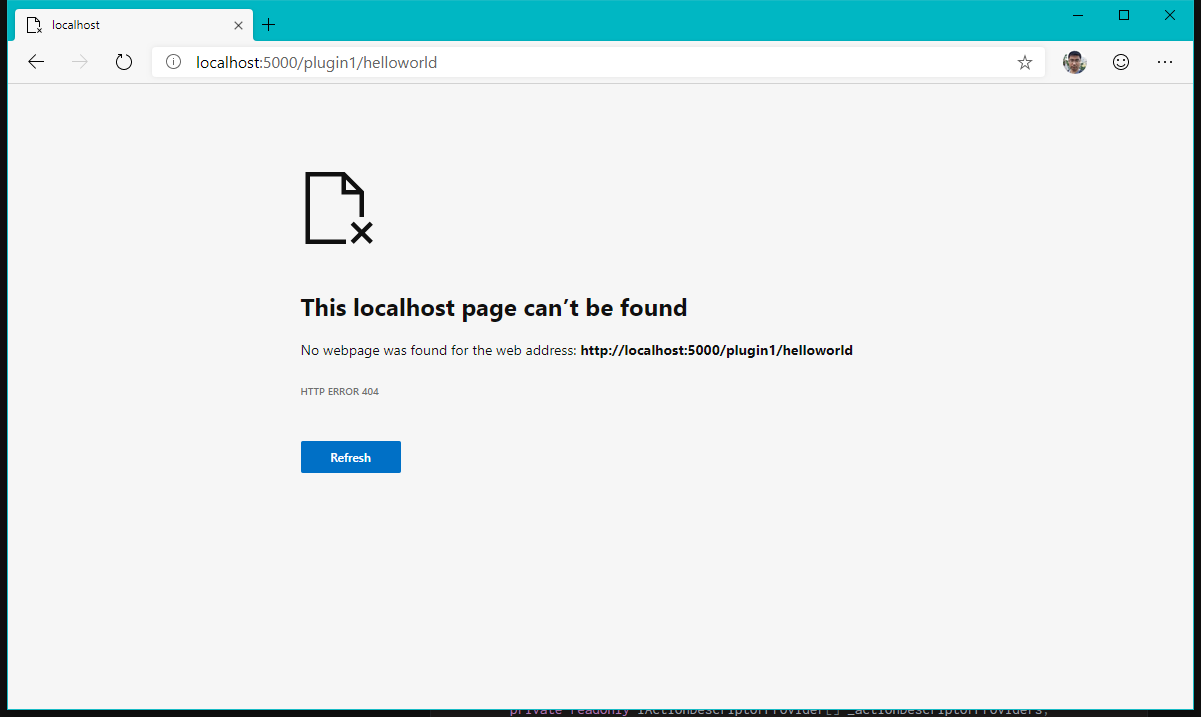 localhost
localhost:5000/plugin1/helloworld
This localhost page can’t be found
No webpage was found for the web address: http://localhost:5000/plugin1/helloworld
HTTP ERROR 404
Refresh
private readonly IActionDescriptorProvider[] _actionDescriptorProviders;